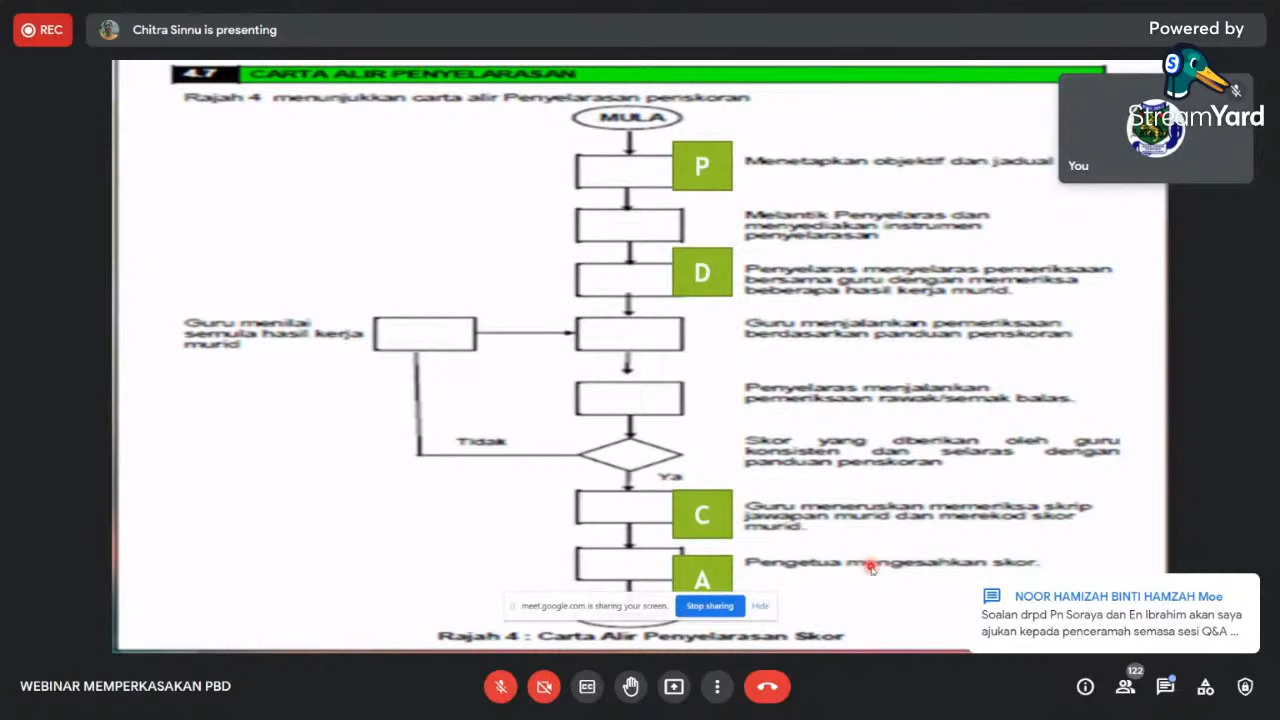 REC
Chitra Sinnu is presenting
Powered by
StreamYard
You
4.7 CARTA ALIR PENYELARASAN
Rajah 4 menunjukkan carta alir Penyelarasan penskoran
MULA
P
Menetapkan objektif dan jadual
Melantik Penyelaras dan
menyediakan instrumen
penyelarasan
D
Penyelaras menyelaras pemeriksaan
bersama guru dengan memeriksa
beberapa hasil kerja murid.
Guru menilai
semula hasil kerja
murid
Guru menjalankan pemeriksaan
berdasarkan panduan penskoran
Penyelaras menjalankan
pemeriksaan rawak/semak balas.
Tidak
Skor yang dberikan oleh guru
konsisten dan selaras dengan
panduan penskoran
Ya
C
Guru meneruskan memeriksa skrip
jawapan murid dan merekod skor
murid.
A
Pengetua mengesahkan skor.
meet.google.com is sharing your screen.
Stop sharing
Hide
Rajah 4 : Carta Alir Penyelarasan Skor
NOOR HAMIZAH BINTI HAMZAH Moe
Soalan drpd Pn Soraya dan En Ibrahim akan saya
ajukan kepada penceramah semasa sesi Q&A ...
WEBINAR MEMPERKASAKAN PBD
122